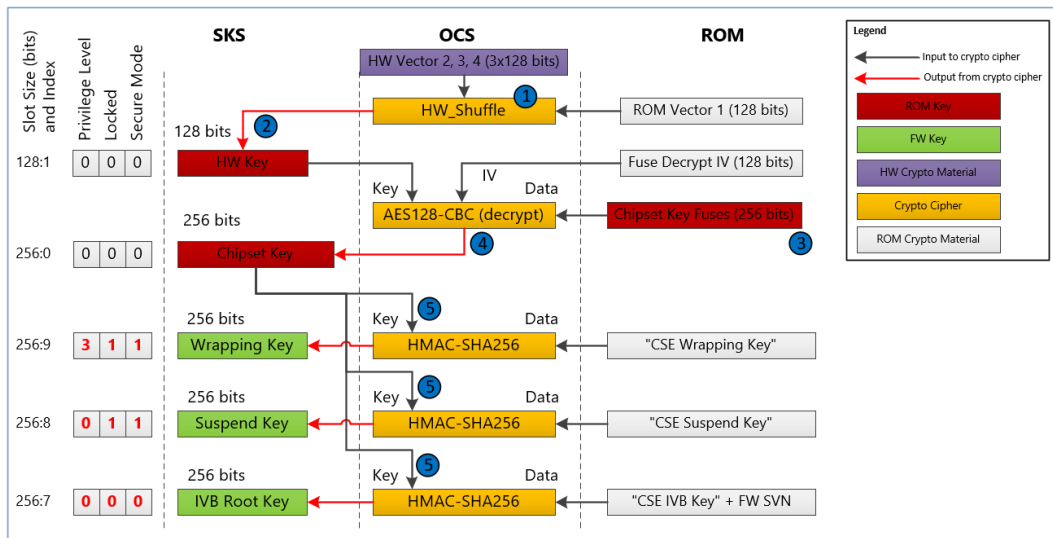 SKS
OCS
ROM
Slot Size (bits)
and Index
Privilege Level
Locked
Secure Mode
HW Vector 2, 3, 4 (3x128 bits)
1
HW_Shuffle
ROM Vector 1 (128 bits)
2
128 bits
128:1
0 0 0
HW Key
Fuse Decrypt IV (128 bits)
Key
IV
Data
AES128-CBC (decrypt)
Chipset Key Fuses (256 bits)
3
256 bits
4
256:0
0 0 0
Chipset Key
5
256 bits
Key
Data
256:9
3 1 1
Wrapping Key
HMAC-SHA256
"CSE Wrapping Key"
5
256 bits
Key
Data
256:8
0 1 1
Suspend Key
HMAC-SHA256
"CSE Suspend Key"
5
256 bits
Key
Data
256:7
0 0 0
IVB Root Key
HMAC-SHA256
"CSE IVB Key" + FW SVN
Legend
Input to crypto cipher
Output from crypto cipher
ROM Key
FW Key
HW Crypto Material
Crypto Cipher
ROM Crypto Material